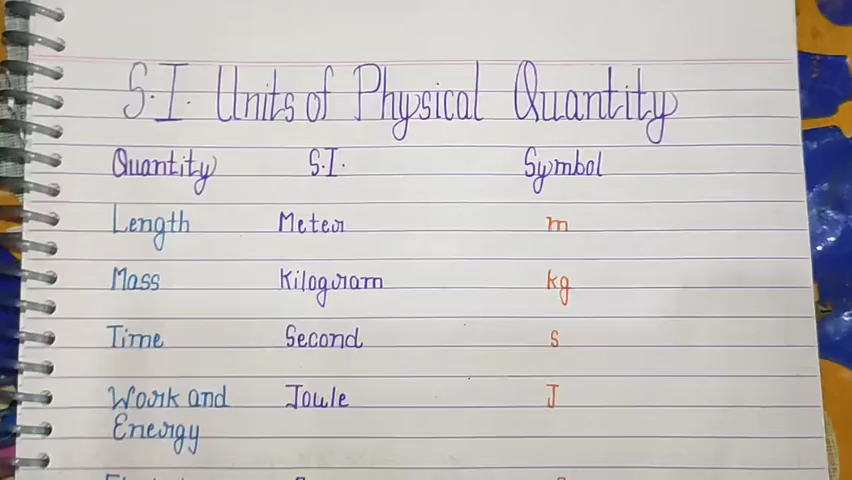 S.I. Units of Physical Quantity
Quantity S.I. Symbol
Length Meter m
Mass Kilogram kg
Time Second s
Work and Joule J
Energy